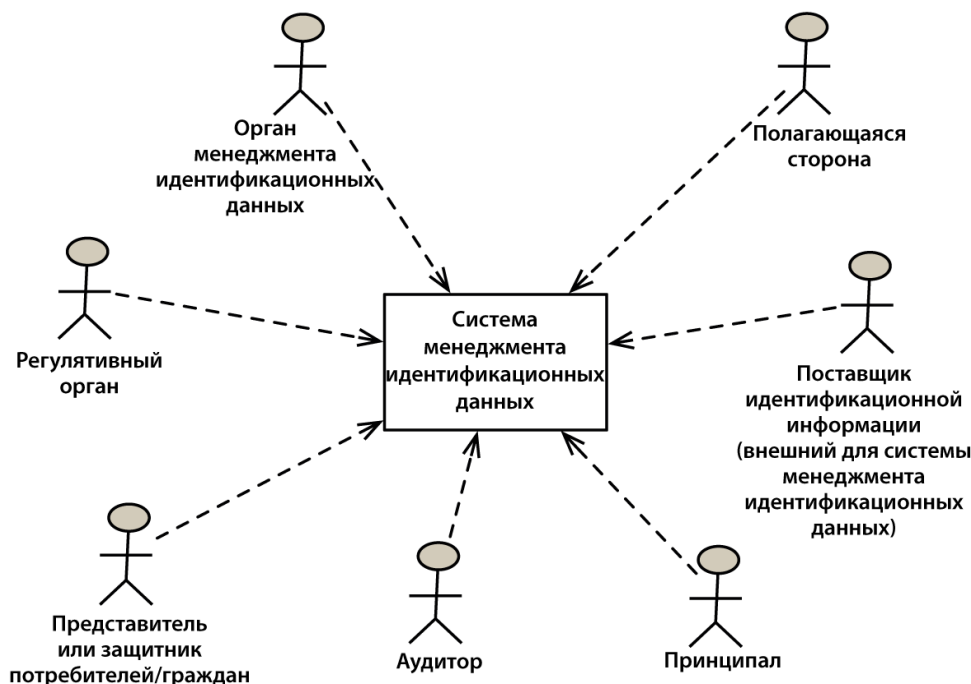 Орган
менеджмента
идентификационных
данных
Полагающаяся
сторона
Регулятивный
орган
Система
менеджмента
идентификационных
данных
Поставщик
идентификационной
информации
(внешний для системы
менеджмента
идентификационных
данных)
Представитель
или защитник
потребителей/граждан
Аудитор
Принципал